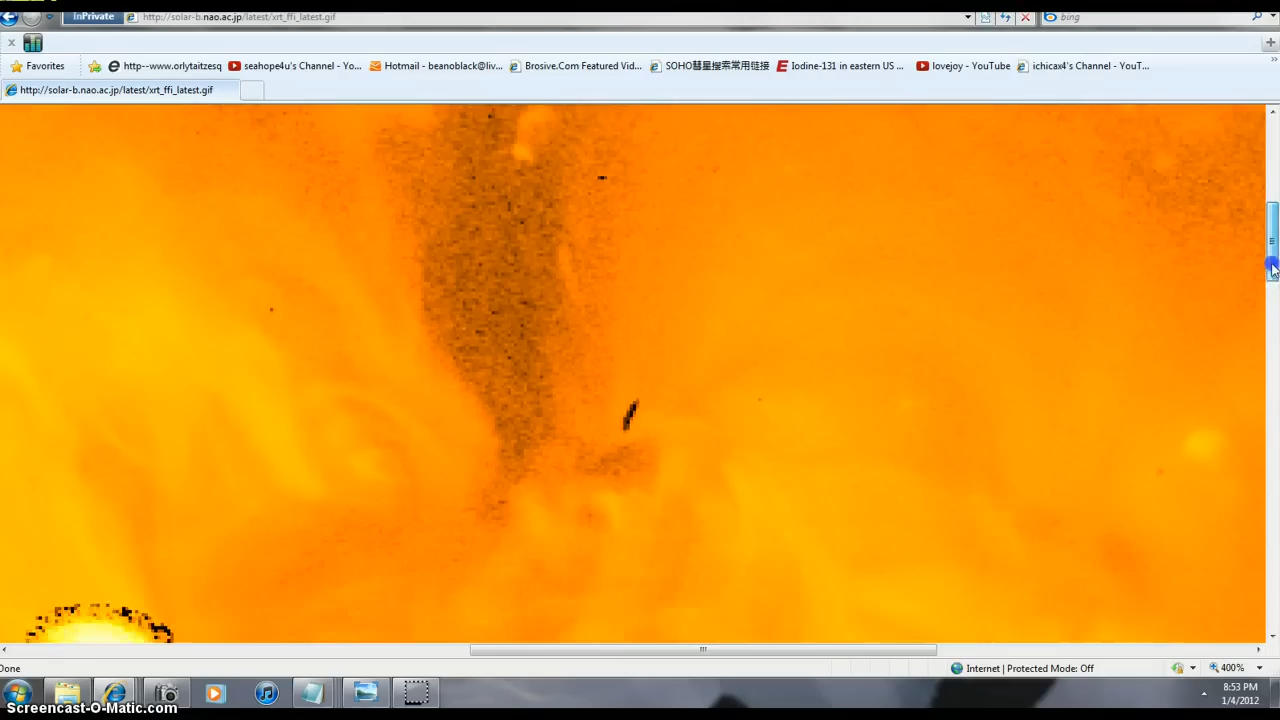 InPrivate http://solar-b.nao.ac.jp/latest/xrt_ffi_latest.gif bing
Favorites http--www.orlytaitzesq seahope4u's Channel - Yo... Hotmail - beanoblack@liv... Brosive.Com Featured Vid... SOHO彗星搜索常用链接 Iodine-131 in eastern US ... lovejoy - YouTube ichicax4's Channel - YouT...
http://solar-b.nao.ac.jp/latest/xrt_ffi_latest.gif
Done Internet | Protected Mode: Off 400%
8:53 PM
1/4/2012
Screencast-O-Matic.com